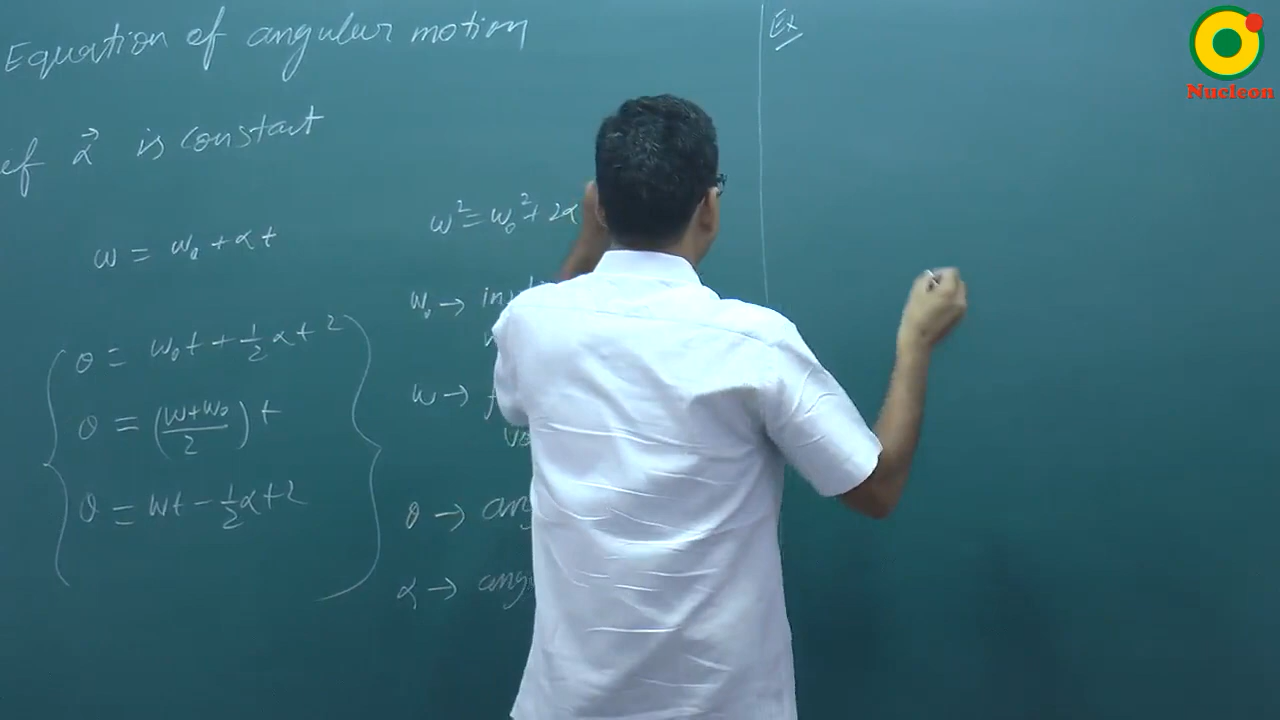 Equation of angular motion
if α⃗ is constant
ω = ω₀ + αt
θ = ω₀t + ½αt²
θ = (ω+ω₀/2)t
θ = ωt − ½αt²
ω² = ω₀² + 2α
ω₀ →
ω →
θ →
α →
Ex
Nucleon